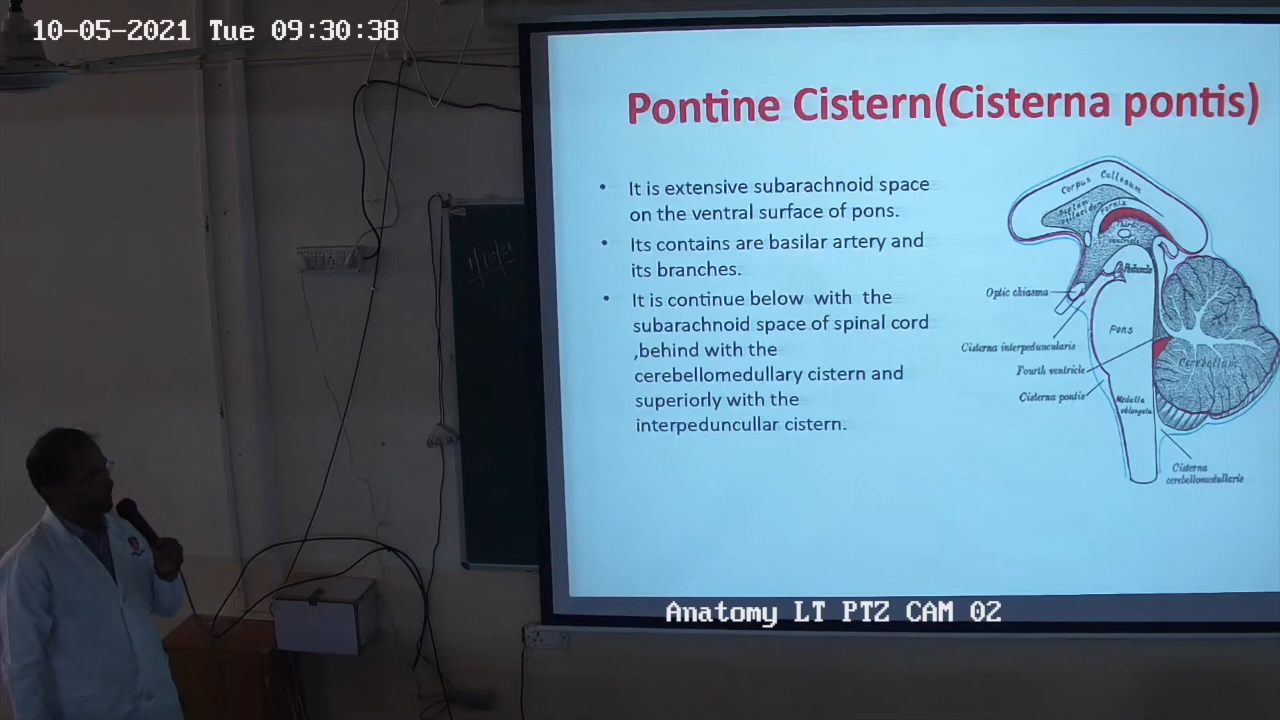 10-05-2021 Tue 09:30:38
Pontine Cistern(Cisterna pontis)
• It is extensive subarachnoid space
on the ventral surface of pons.
• Its contains are basilar artery and
its branches.
• It is continue below with the
subarachnoid space of spinal cord
,behind with the
cerebellomedullary cistern and
superiorly with the
interpeduncullar cistern.
Corpus Callosum
Fornix
Third
ventricle
Optic chiasma
Pons
Cisterna interpeduncularis
Fourth ventricle
Cerebellum
Cisterna pontis
Medulla
oblongata
Cisterna
cerebellomedullaris
Anatomy LT PTZ CAM 02